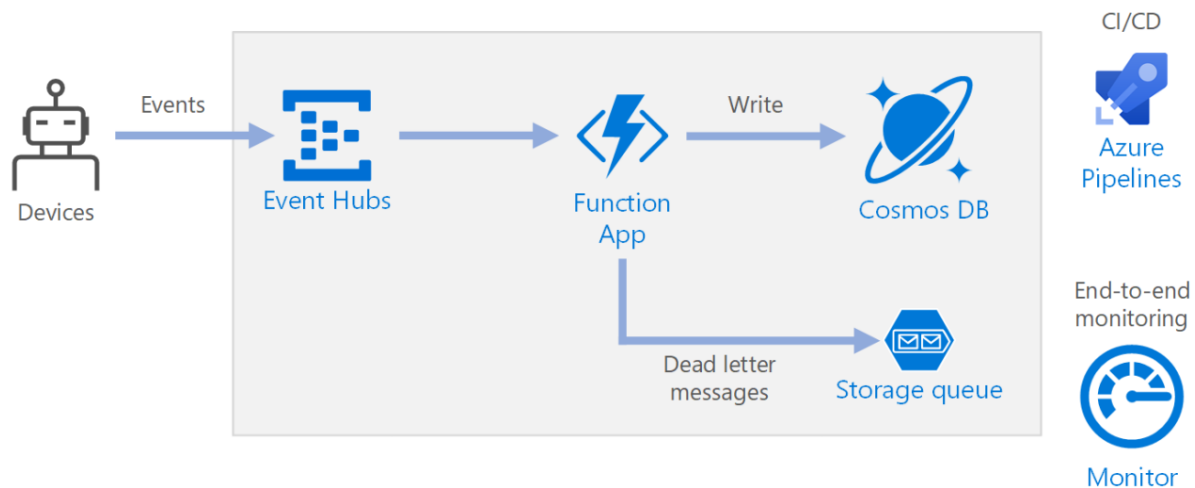 CI/CD
Events
Write
Devices
Event Hubs
Function
App
Cosmos DB
Azure
Pipelines
Dead letter
messages
Storage queue
End-to-end
monitoring
Monitor